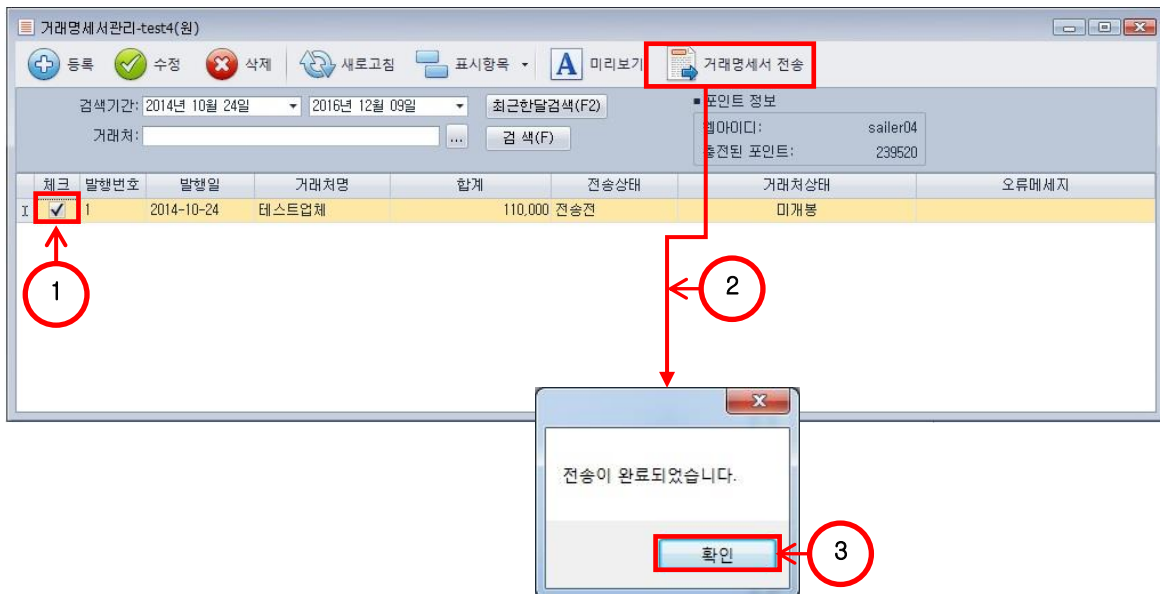 거래명세서관리-test4(원)
등록 수정 삭제 새로고침 표시항목 A 미리보기 거래명세서 전송
검색기간: 2014년 10월 24일 2016년 12월 09일 최근한달검색(F2) 포인트 정보
거래처: ... 검 색(F) 웹아이디: sailer04
충전된 포인트: 239520
체크 발행번호 발행일 거래처명 합계 전송상태 거래처상태 오류메세지
1 2014-10-24 테스트업체 110,000 전송전 미개봉
1
2
전송이 완료되었습니다.
확인
3